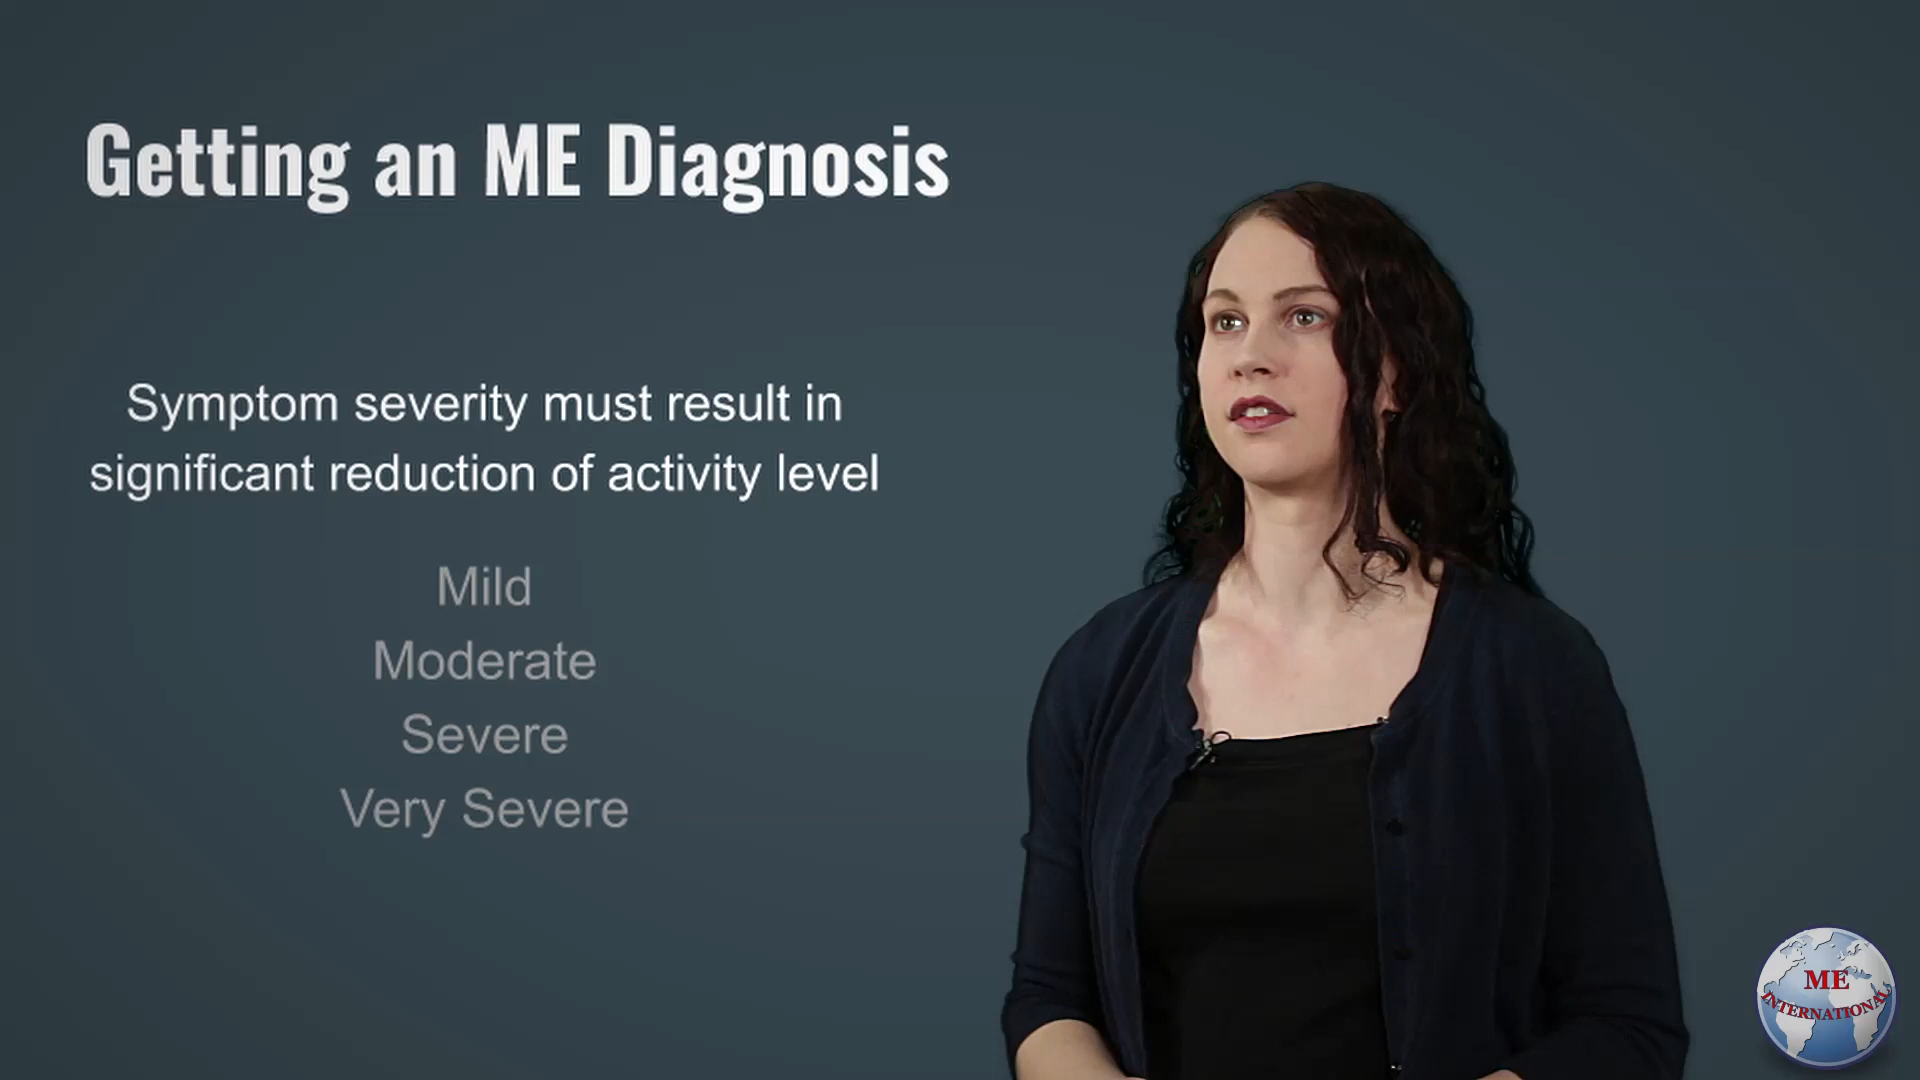 Getting an ME Diagnosis
Symptom severity must result in
significant reduction of activity level
Mild
Moderate
Severe
Very Severe
ME
INTERNATIONAL